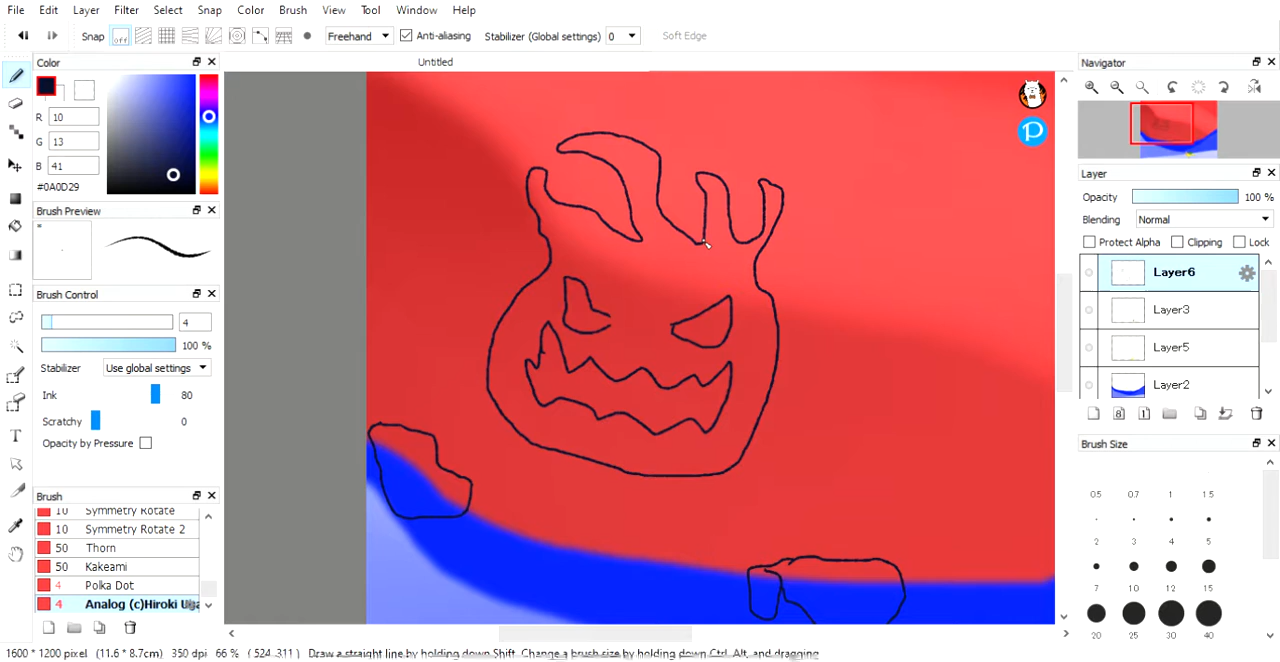 File Edit Layer Filter Select Snap Color Brush View Tool Window Help
Snap off Freehand Anti-aliasing Stabilizer (Global settings) 0 Soft Edge
Color
R 10
G 13
B 41
#0A0D29
Brush Preview
Brush Control
4
100 %
Stabilizer Use global settings
Ink 80
Scratchy 0
Opacity by Pressure
Brush
10 Symmetry Rotate
10 Symmetry Rotate 2
50 Thorn
50 Kakeami
4 Polka Dot
4 Analog (c)Hiroki
T
Untitled
P
Navigator
Layer
Opacity 100 %
Blending Normal
Protect Alpha Clipping Lock
Layer6
Layer3
Layer5
Layer2
8 1
Brush Size
0.5 0.7 1 1.5
2 3 4 5
7 10 12 15
20 25 30 40
1600 * 1200 pixel (11.6 * 8.7cm) 350 dpi 66 % ( 524 311 ) Draw a straight line by holding down Shift, Change a brush size by holding down Ctrl, Alt, and dragging